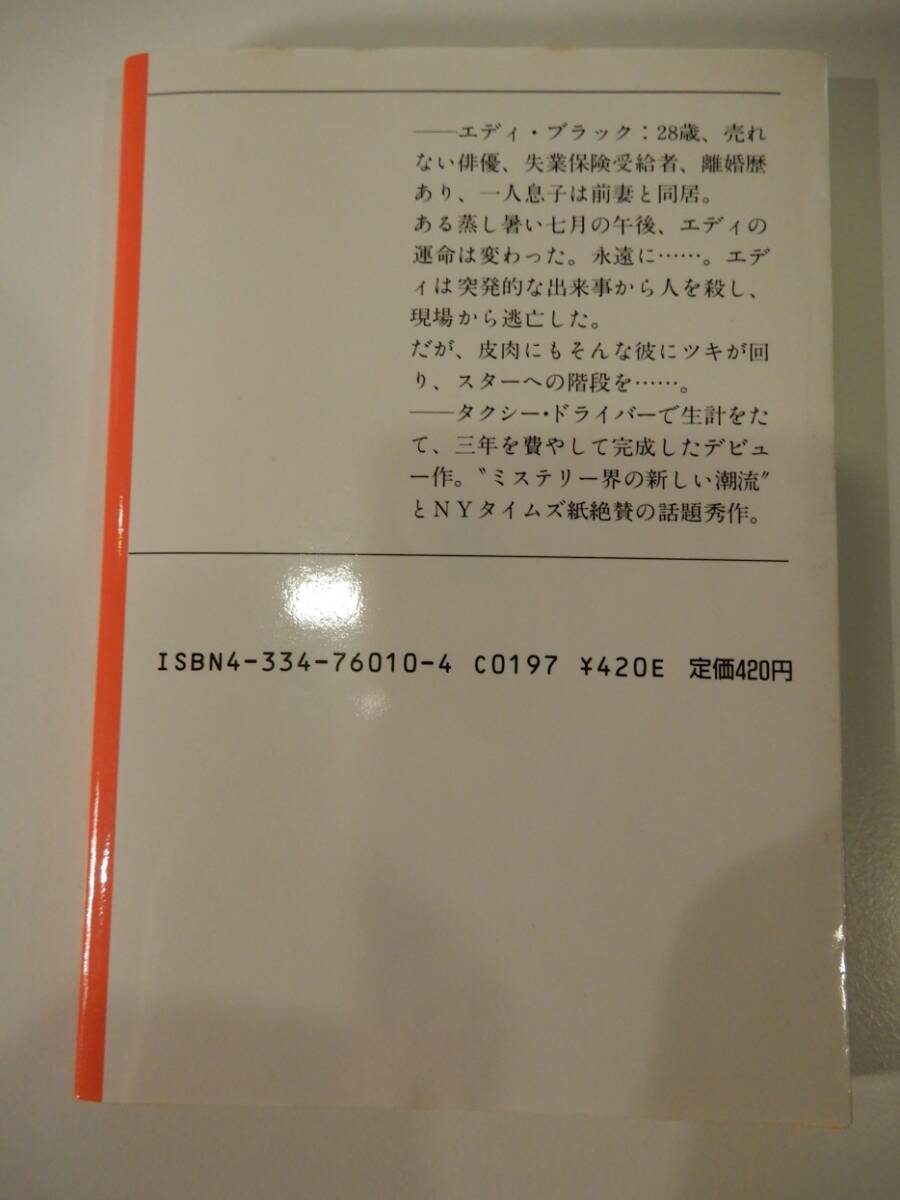 ――エディ・ブラック：28歳、売れ
ない俳優、失業保険受給者、離婚歴
あり、一人息子は前妻と同居。
ある蒸し暑い七月の午後、エディの
運命は変わった。永遠に……。エデ
ィは突発的な出来事から人を殺し、
現場から逃亡した。
だが、皮肉にもそんな彼にツキが回
り、スターへの階段を……。
――タクシー・ドライバーで生計をた
て、三年を費やして完成したデビュ
ー作。〝ミステリー界の新しい潮流〟
とNYタイムズ紙絶賛の話題秀作。
ISBN4-334-76010-4 C0197 ¥420E 定価420円